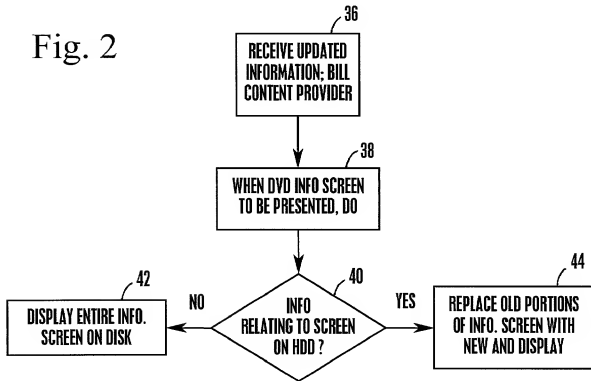 Fig. 2
36
RECEIVE UPDATED
INFORMATION; BILL
CONTENT PROVIDER
38
WHEN DVD INFO SCREEN
TO BE PRESENTED, DO
40
INFO
RELATING TO SCREEN
ON HDD ?
NO
YES
42
DISPLAY ENTIRE INFO.
SCREEN ON DISK
44
REPLACE OLD PORTIONS
OF INFO. SCREEN WITH
NEW AND DISPLAY